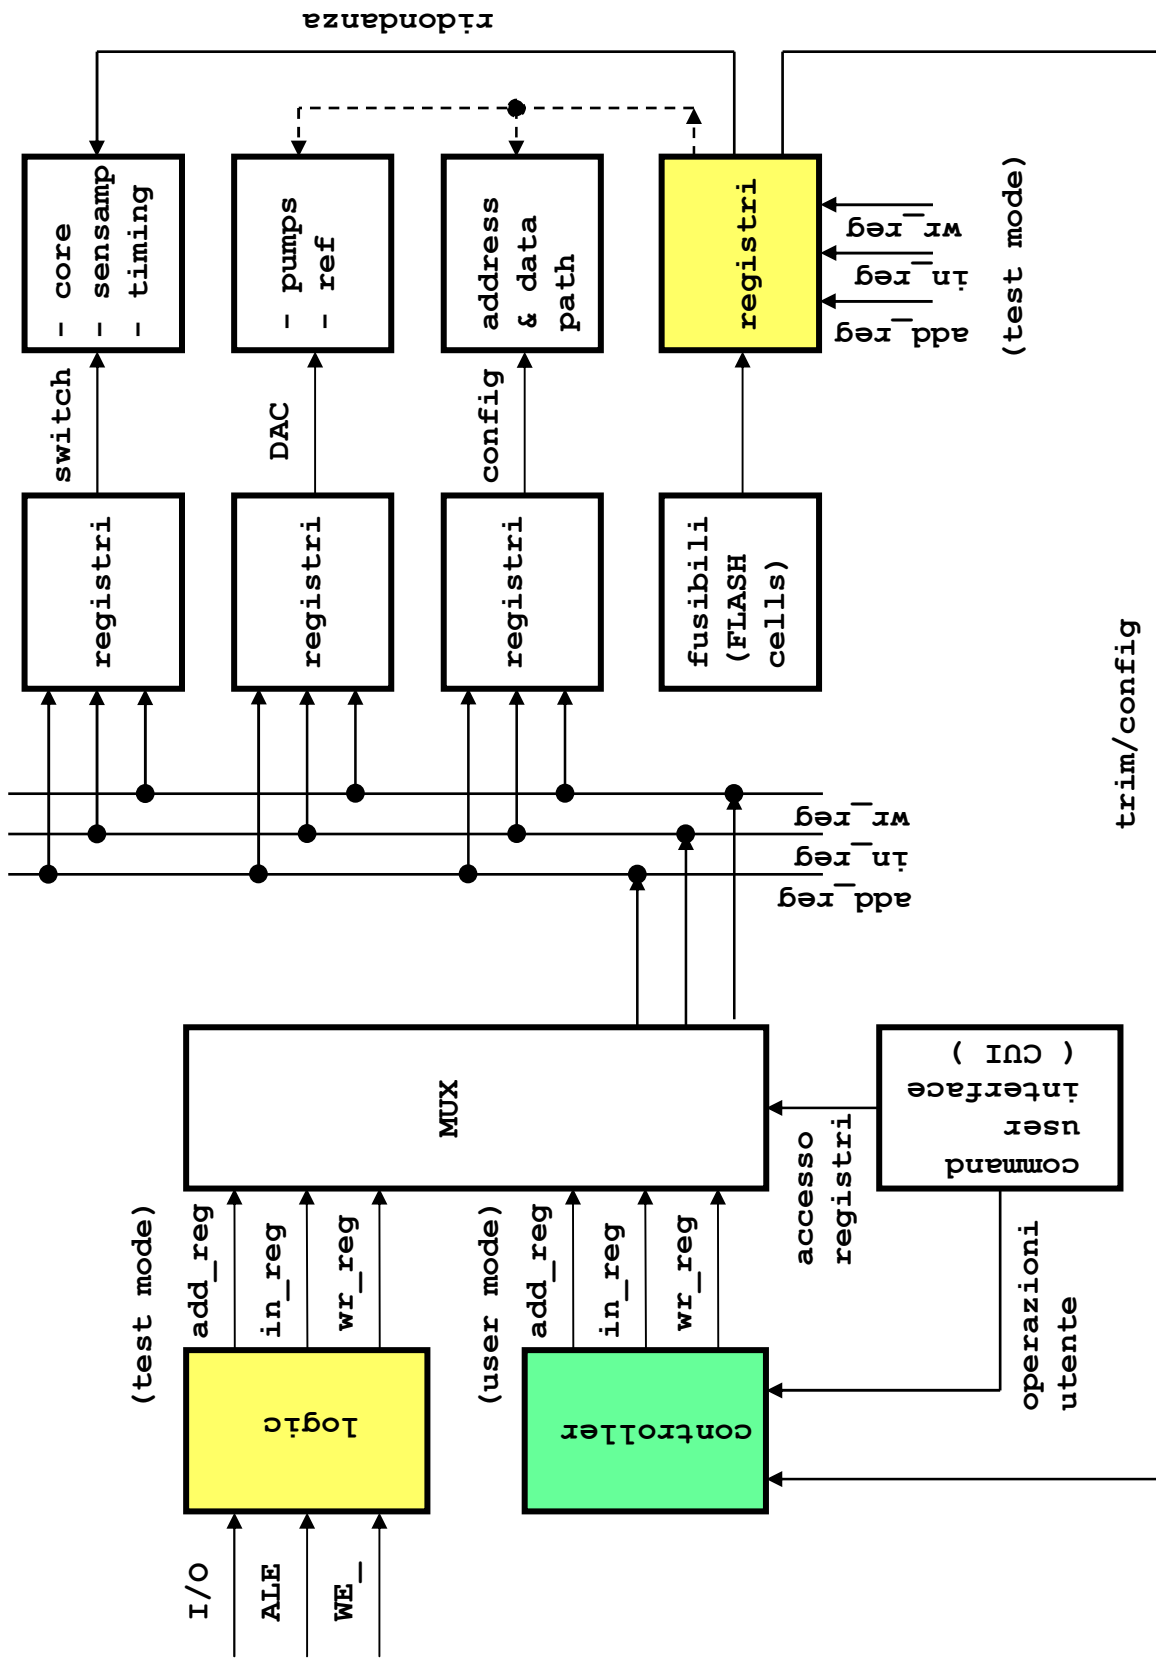 ridondanza
- core
- sensamp
- timing
- pumps
- ref
address
& data
path
registri
wr_reg
in_reg
add_reg
(test mode)
switch
DAC
config
registri
registri
registri
fusibili
(FLASH
cells)
trim/config
wr_reg
in_reg
add_reg
MUX
command
user
interface
( CUI )
accesso
registri
(test mode)
add_reg
in_reg
wr_reg
(user mode)
add_reg
in_reg
wr_reg
operazioni
utente
logic
controller
I/O
ALE
WE_